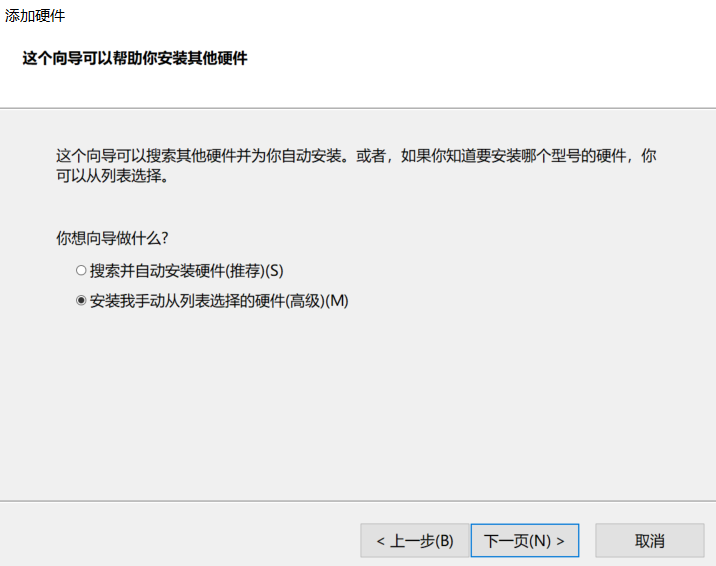 添加硬件
这个向导可以帮助你安装其他硬件
这个向导可以搜索其他硬件并为你自动安装。或者，如果你知道要安装哪个型号的硬件，你
可以从列表选择。
你想向导做什么?
搜索并自动安装硬件(推荐)(S)
安装我手动从列表选择的硬件(高级)(M)
< 上一步(B) 下一页(N) > 取消